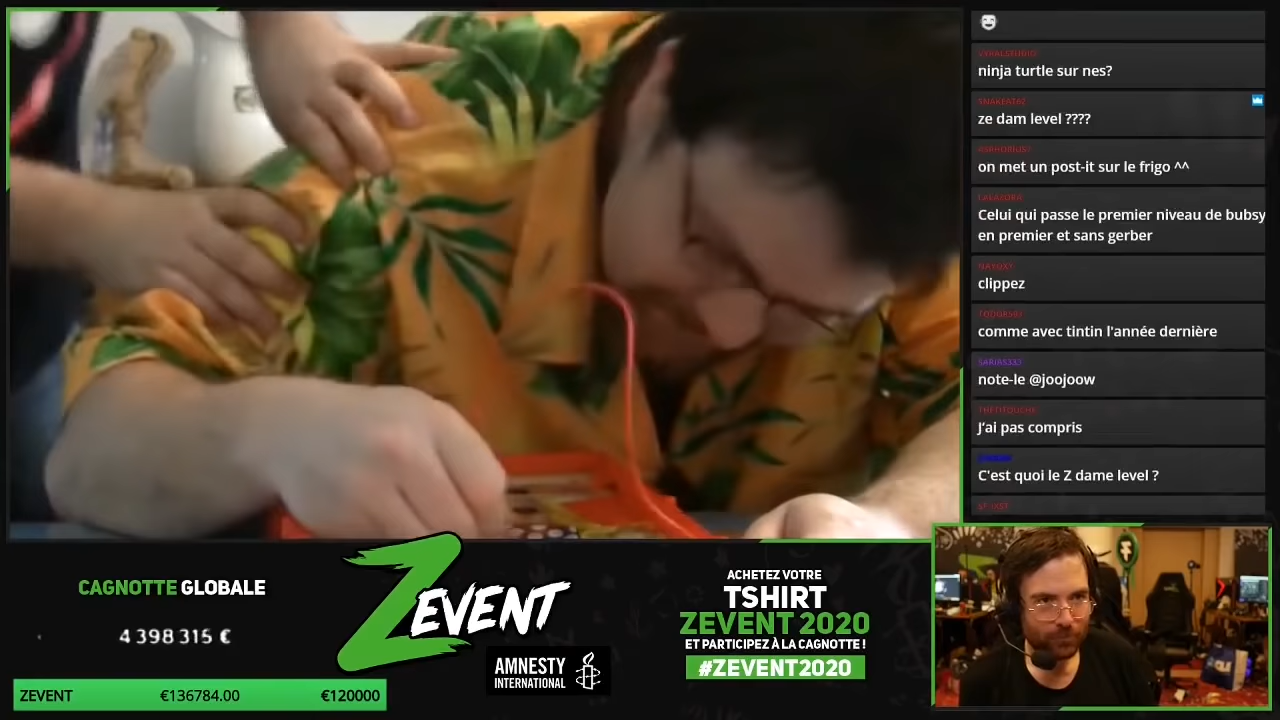 ninja turtle sur nes?
ze dam level ????
on met un post-it sur le frigo ^^
Celui qui passe le premier niveau de bubsy
en premier et sans gerber
clippez
comme avec tintin l'année dernière
note-le @joojoow
J'ai pas compris
C'est quoi le Z dame level ?
CAGNOTTE GLOBALE
4 398 315 €
ZEVENT €136784.00 €120000
ZEVENT
AMNESTY
INTERNATIONAL
ACHETEZ VOTRE
TSHIRT
ZEVENT 2020
ET PARTICIPEZ À LA CAGNOTTE !
#ZEVENT2020